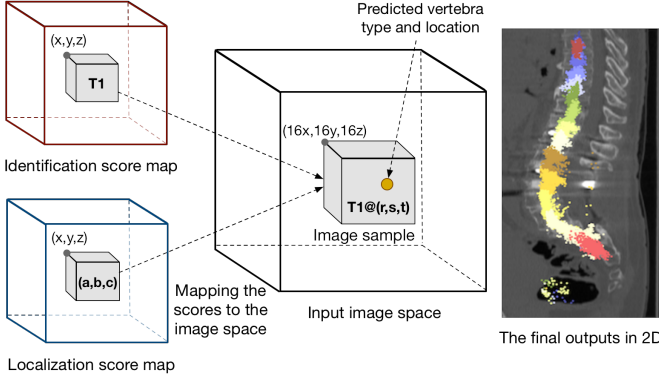 Predicted vertebra
type and location
(x,y,z)
T1
Identification score map
(16x,16y,16z)
T1@(r,s,t)
Image sample
(x,y,z)
(a,b,c)
Localization score map
Mapping the
scores to the
image space
Input image space
The final outputs in 2D